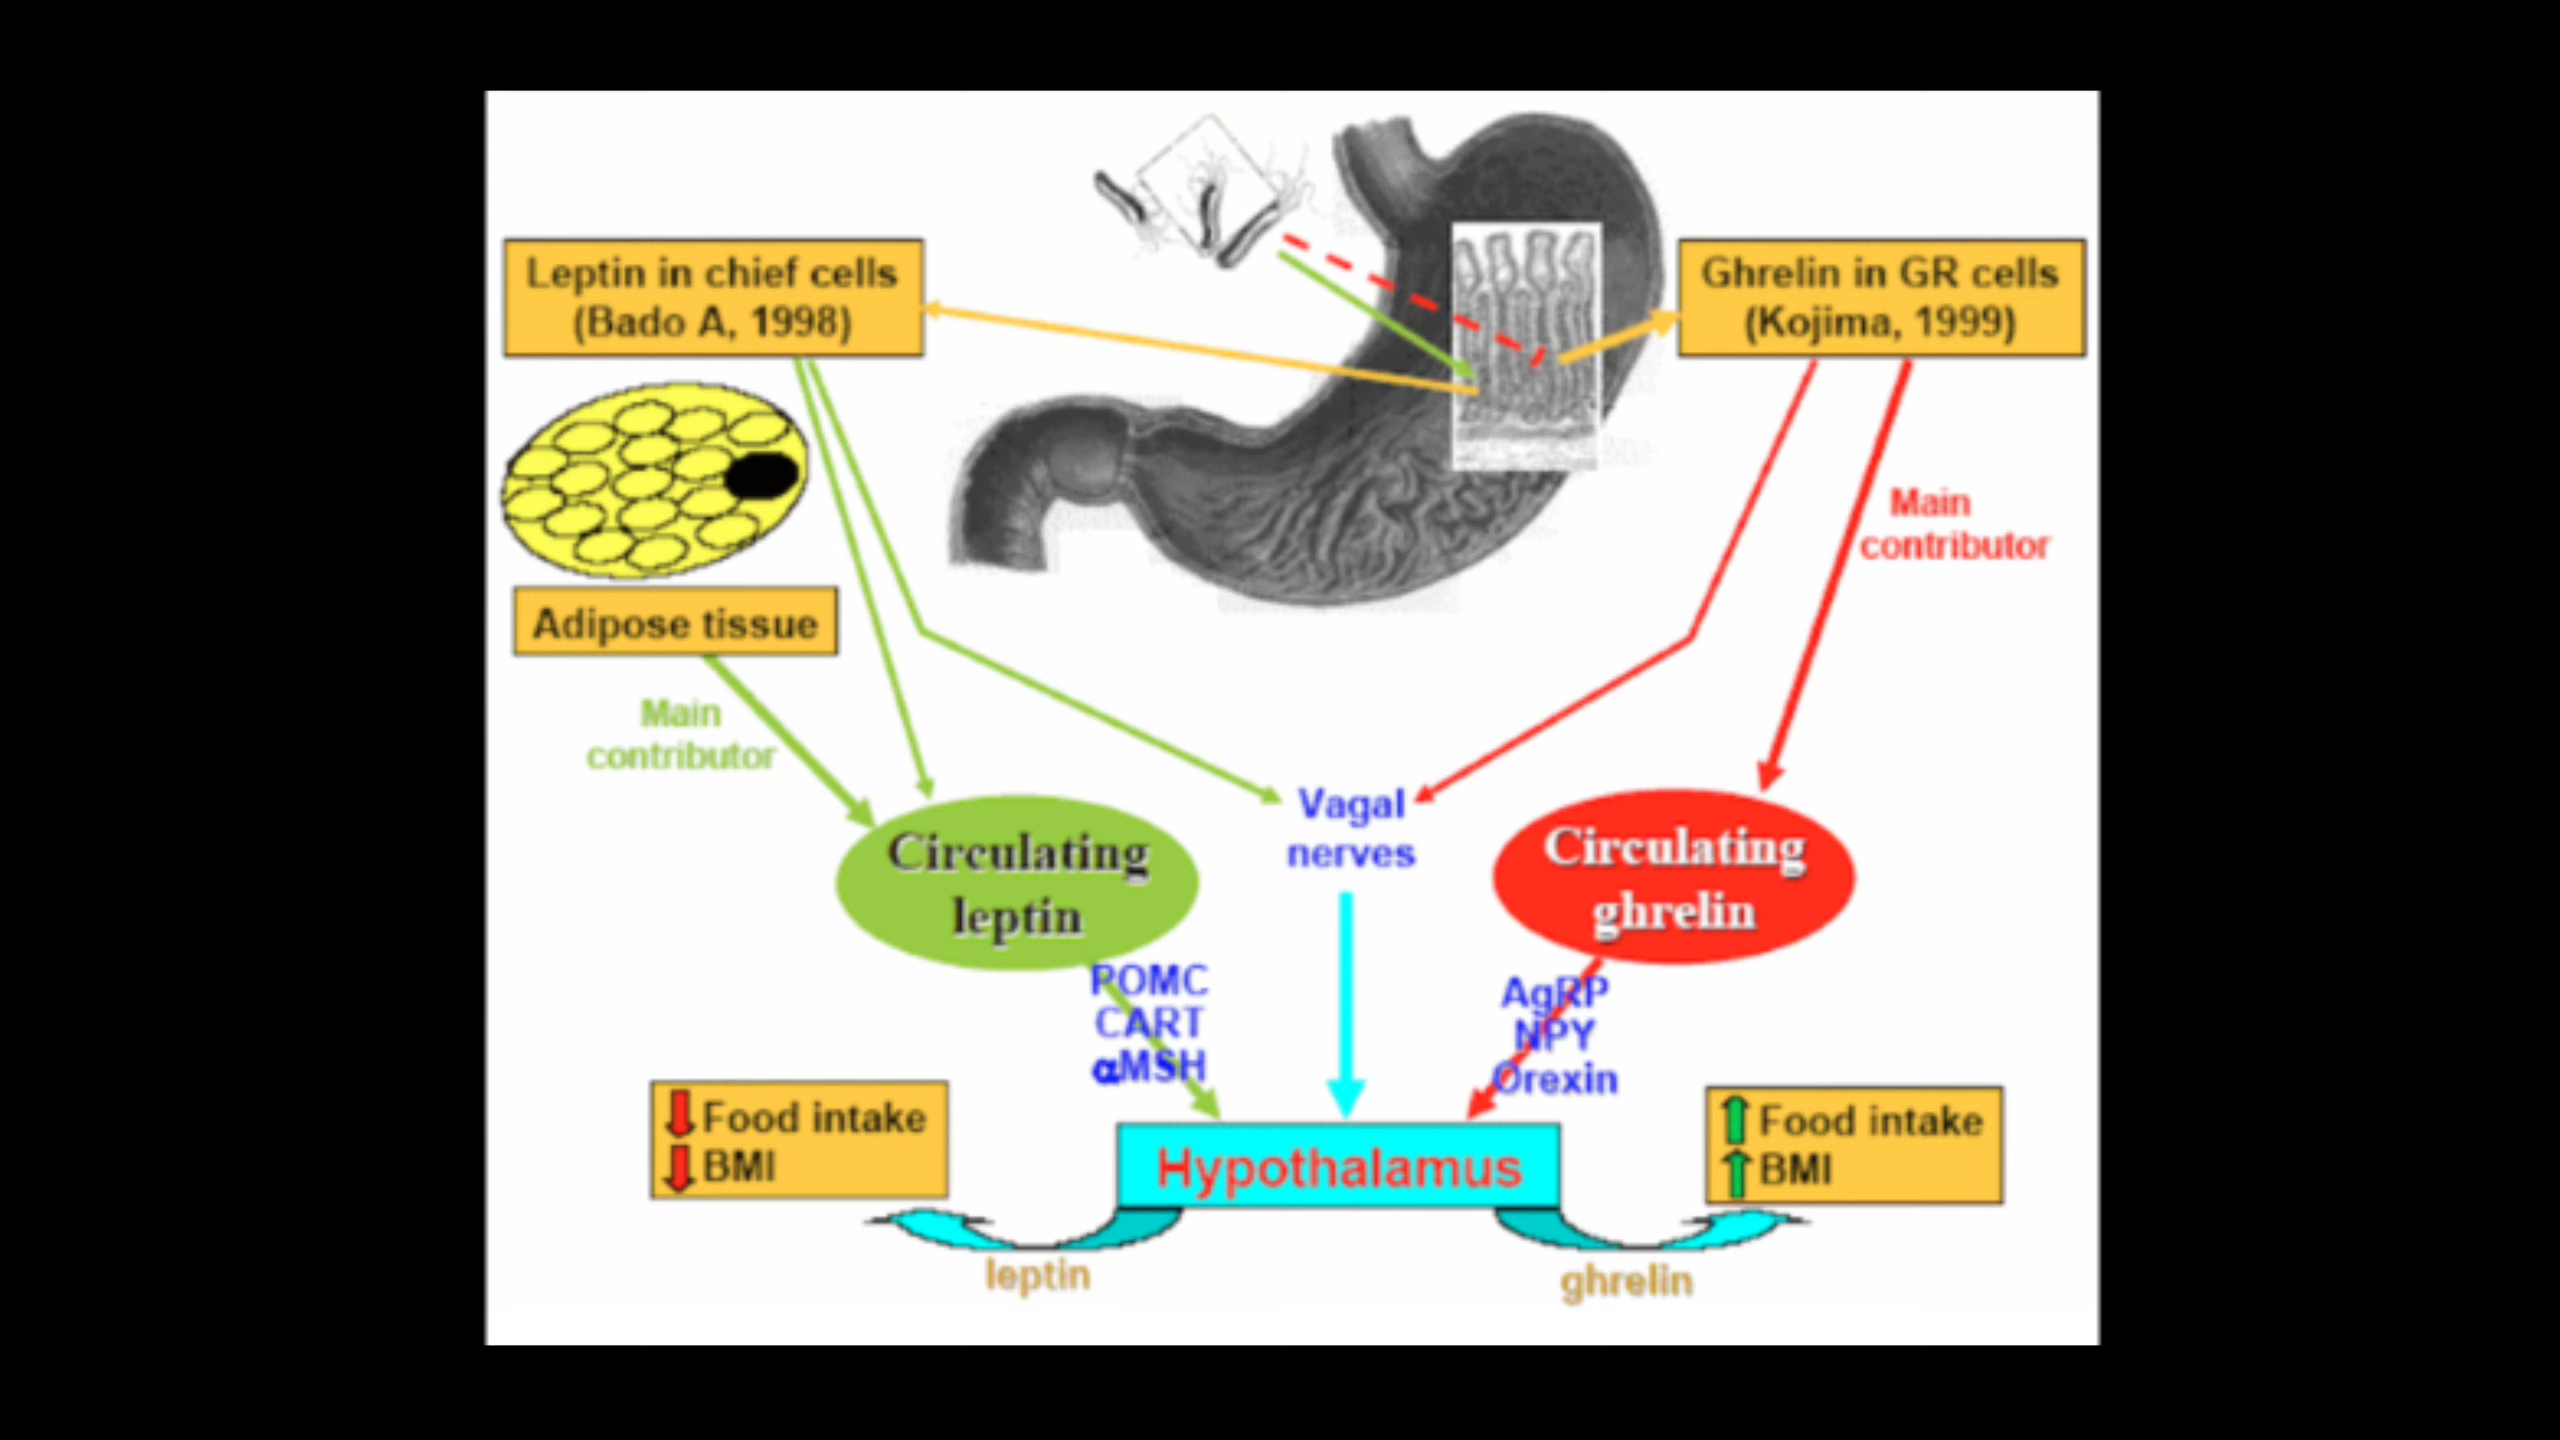 Leptin in chief cells
(Bado A, 1998)
Ghrelin in GR cells
(Kojima, 1999)
Main
contributor
Adipose tissue
Main
contributor
Vagal
nerves
Circulating
leptin
Circulating
ghrelin
POMC
CART
αMSH
AgRP
NPY
Orexin
Food intake
BMI
Hypothalamus
Food intake
BMI
leptin
ghrelin